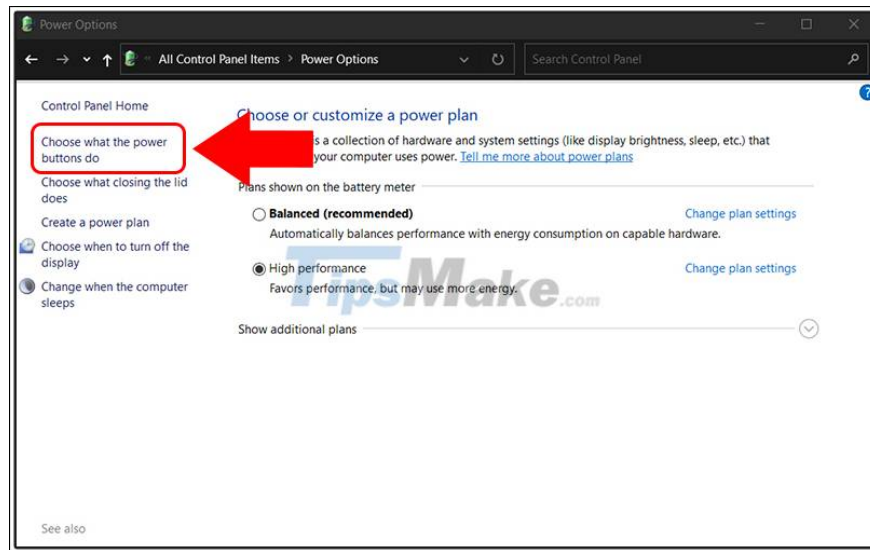 Power Options
All Control Panel Items > Power Options
Search Control Panel
Control Panel Home
Choose what the power
buttons do
Choose what closing the lid
does
Create a power plan
Choose when to turn off the
display
Change when the computer
sleeps
See also
Choose or customize a power plan
is a collection of hardware and system settings (like display brightness, sleep, etc.) that
your computer uses power. Tell me more about power plans
Plans shown on the battery meter
Balanced (recommended)
Change plan settings
Automatically balances performance with energy consumption on capable hardware.
High performance
Change plan settings
Favors performance, but may use more energy.
TipsMake.com
Show additional plans
?